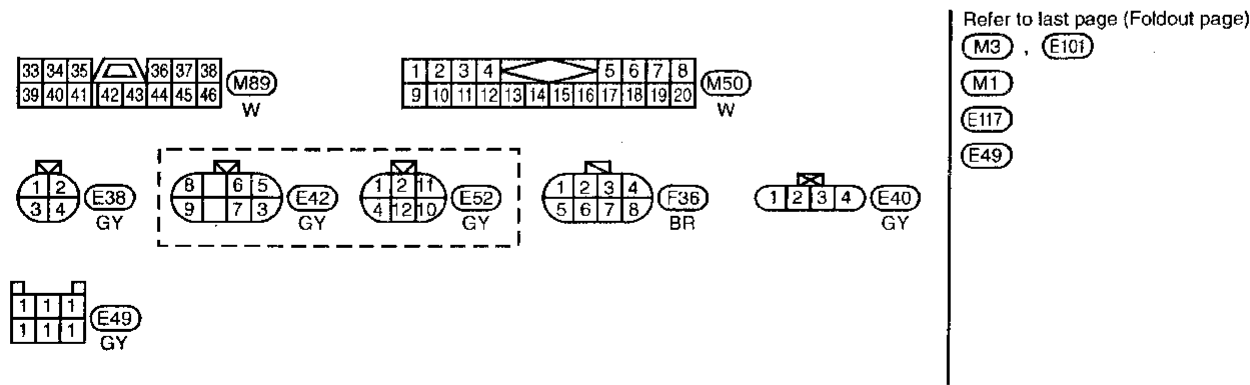 Refer to last page (Foldout page)
M3 , E101
M1
E117
E49
33 34 35 36 37 38
39 40 41 42 43 44 45 46
M89
W
1 2 3 4 5 6 7 8
9 10 11 12 13 14 15 16 17 18 19 20
M50
W
1 2
3 4
E38
GY
8 6 5
9 7 3
E42
GY
1 2 11
4 12 10
E52
GY
1 2 3 4
5 6 7 8
F36
BR
1 2 3 4
E40
GY
1 1 1
1 1 1
E49
GY